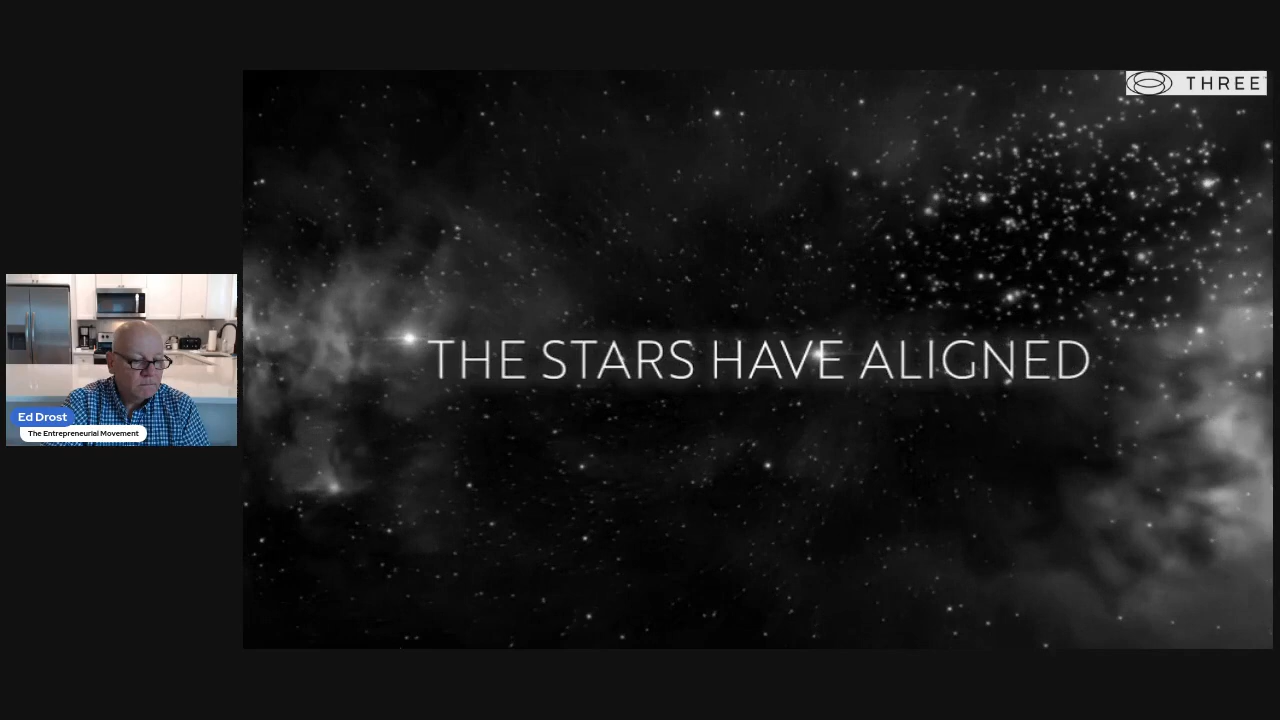 THREE
THE STARS HAVE ALIGNED
Ed Drost
The Entrepreneurial Movement